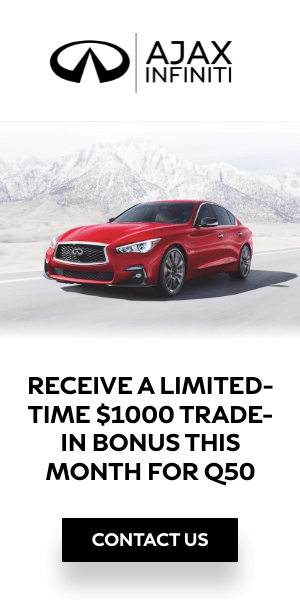 AJAX
INFINITI
RECEIVE A LIMITED-
TIME $1000 TRADE-
IN BONUS THIS
MONTH FOR Q50
CONTACT US